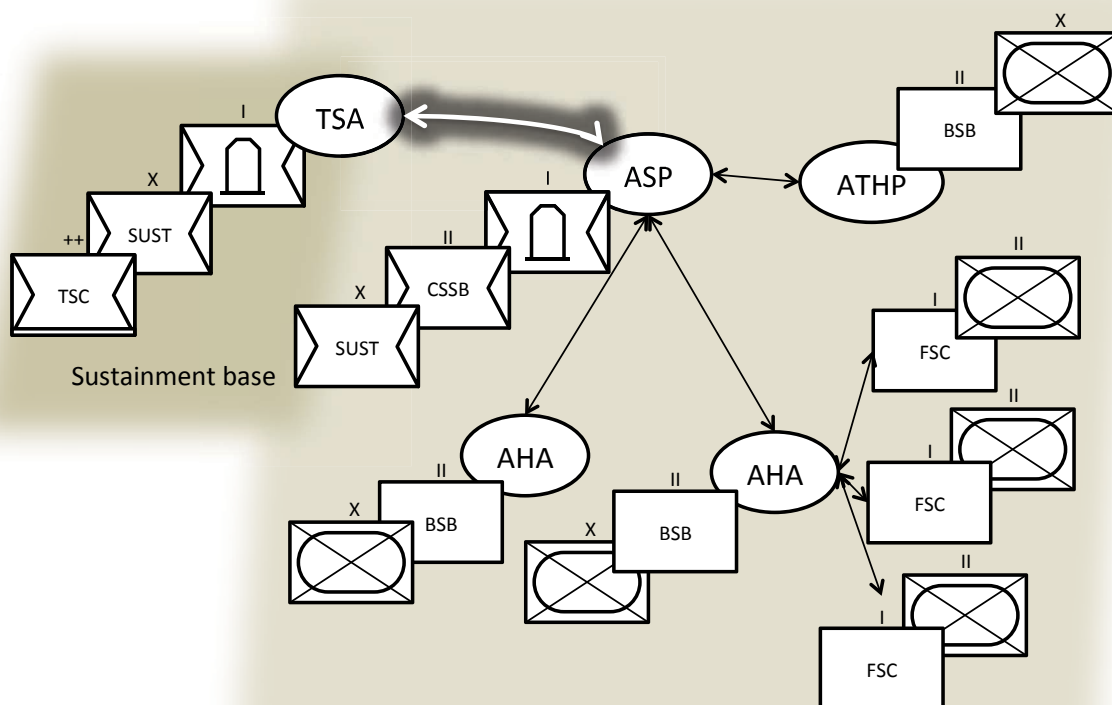 X
II
BSB
I
TSA
ASP
ATHP
X
SUST
I
++
TSC
II
CSSB
X
SUST
Sustainment base
II
I
FSC
II
I
FSC
AHA
AHA
II
BSB
X
II
BSB
X
II
I
FSC